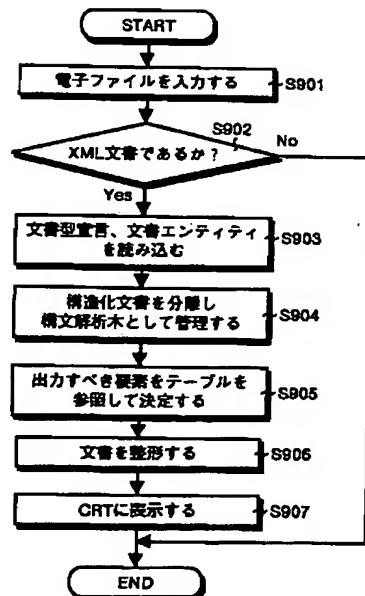 START
電子ファイルを入力する
S901
S902
XML文書であるか？
No
Yes
文書型宣言、文書エンティティ
を読み込む
S903
構造化文書を分離し
構文解析木として管理する
S904
出力すべき要素をテーブルを
参照して決定する
S905
文書を整形する
S906
CRTに表示する
S907
END